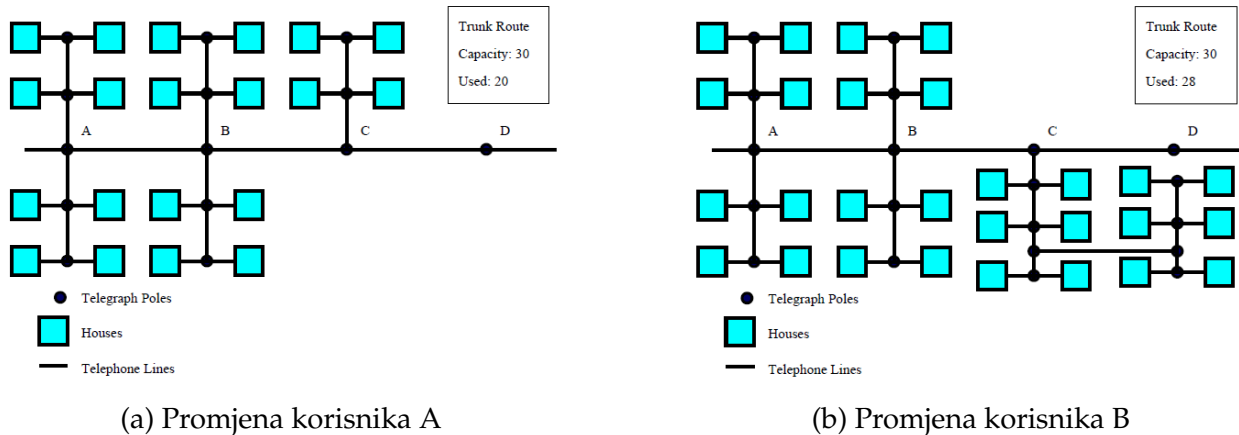 Trunk Route
Capacity: 30
Used: 20
A
B
C
D
Telegraph Poles
Houses
Telephone Lines
(a) Promjena korisnika A
Trunk Route
Capacity: 30
Used: 28
A
B
C
D
Telegraph Poles
Houses
Telephone Lines
(b) Promjena korisnika B